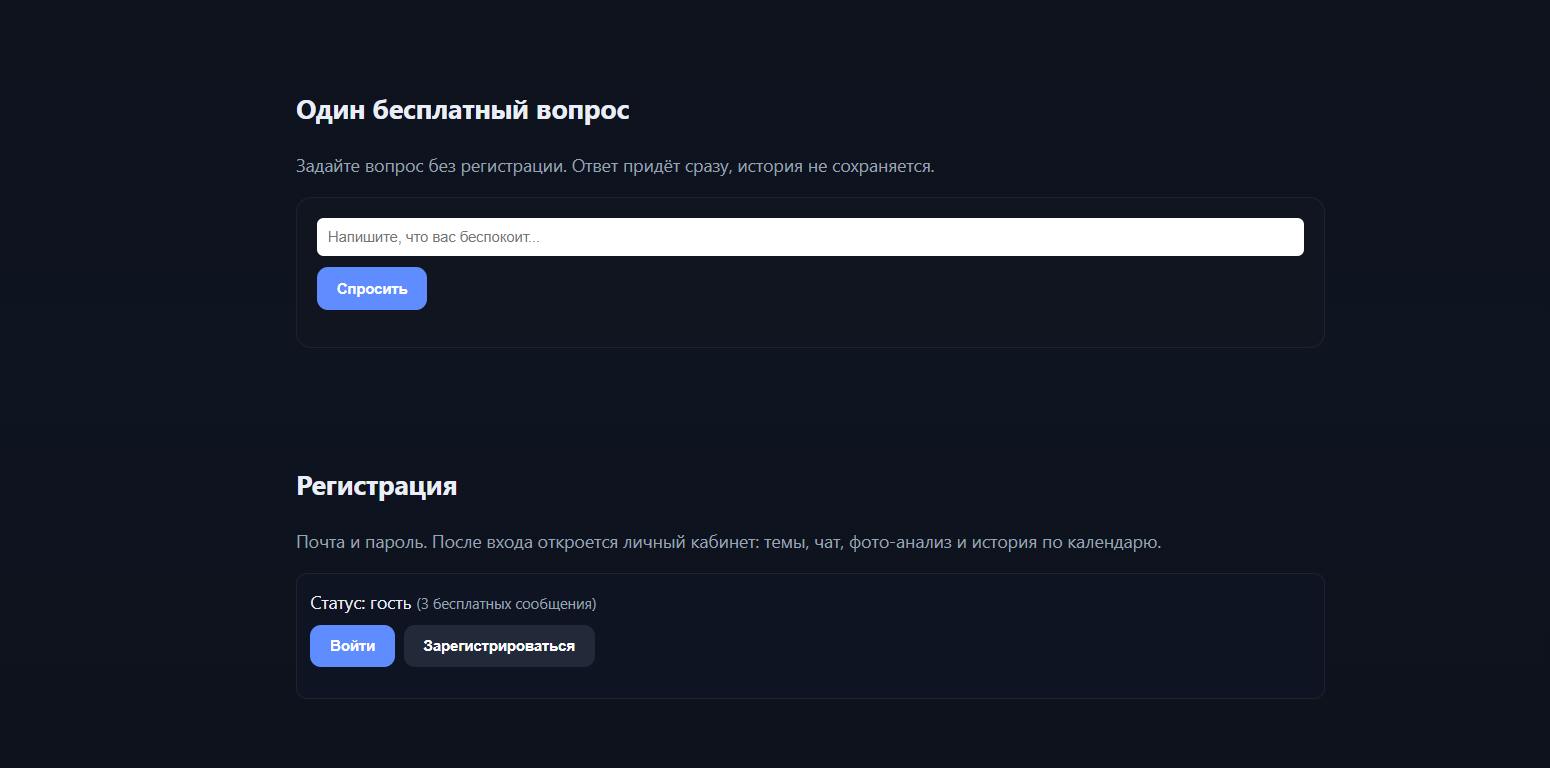 Один бесплатный вопрос
Задайте вопрос без регистрации. Ответ придёт сразу, история не сохраняется.
Напишите, что вас беспокоит...
Спросить
Регистрация
Почта и пароль. После входа откроется личный кабинет: темы, чат, фото-анализ и история по календарю.
Статус: гость (3 бесплатных сообщения)
Войти Зарегистрироваться